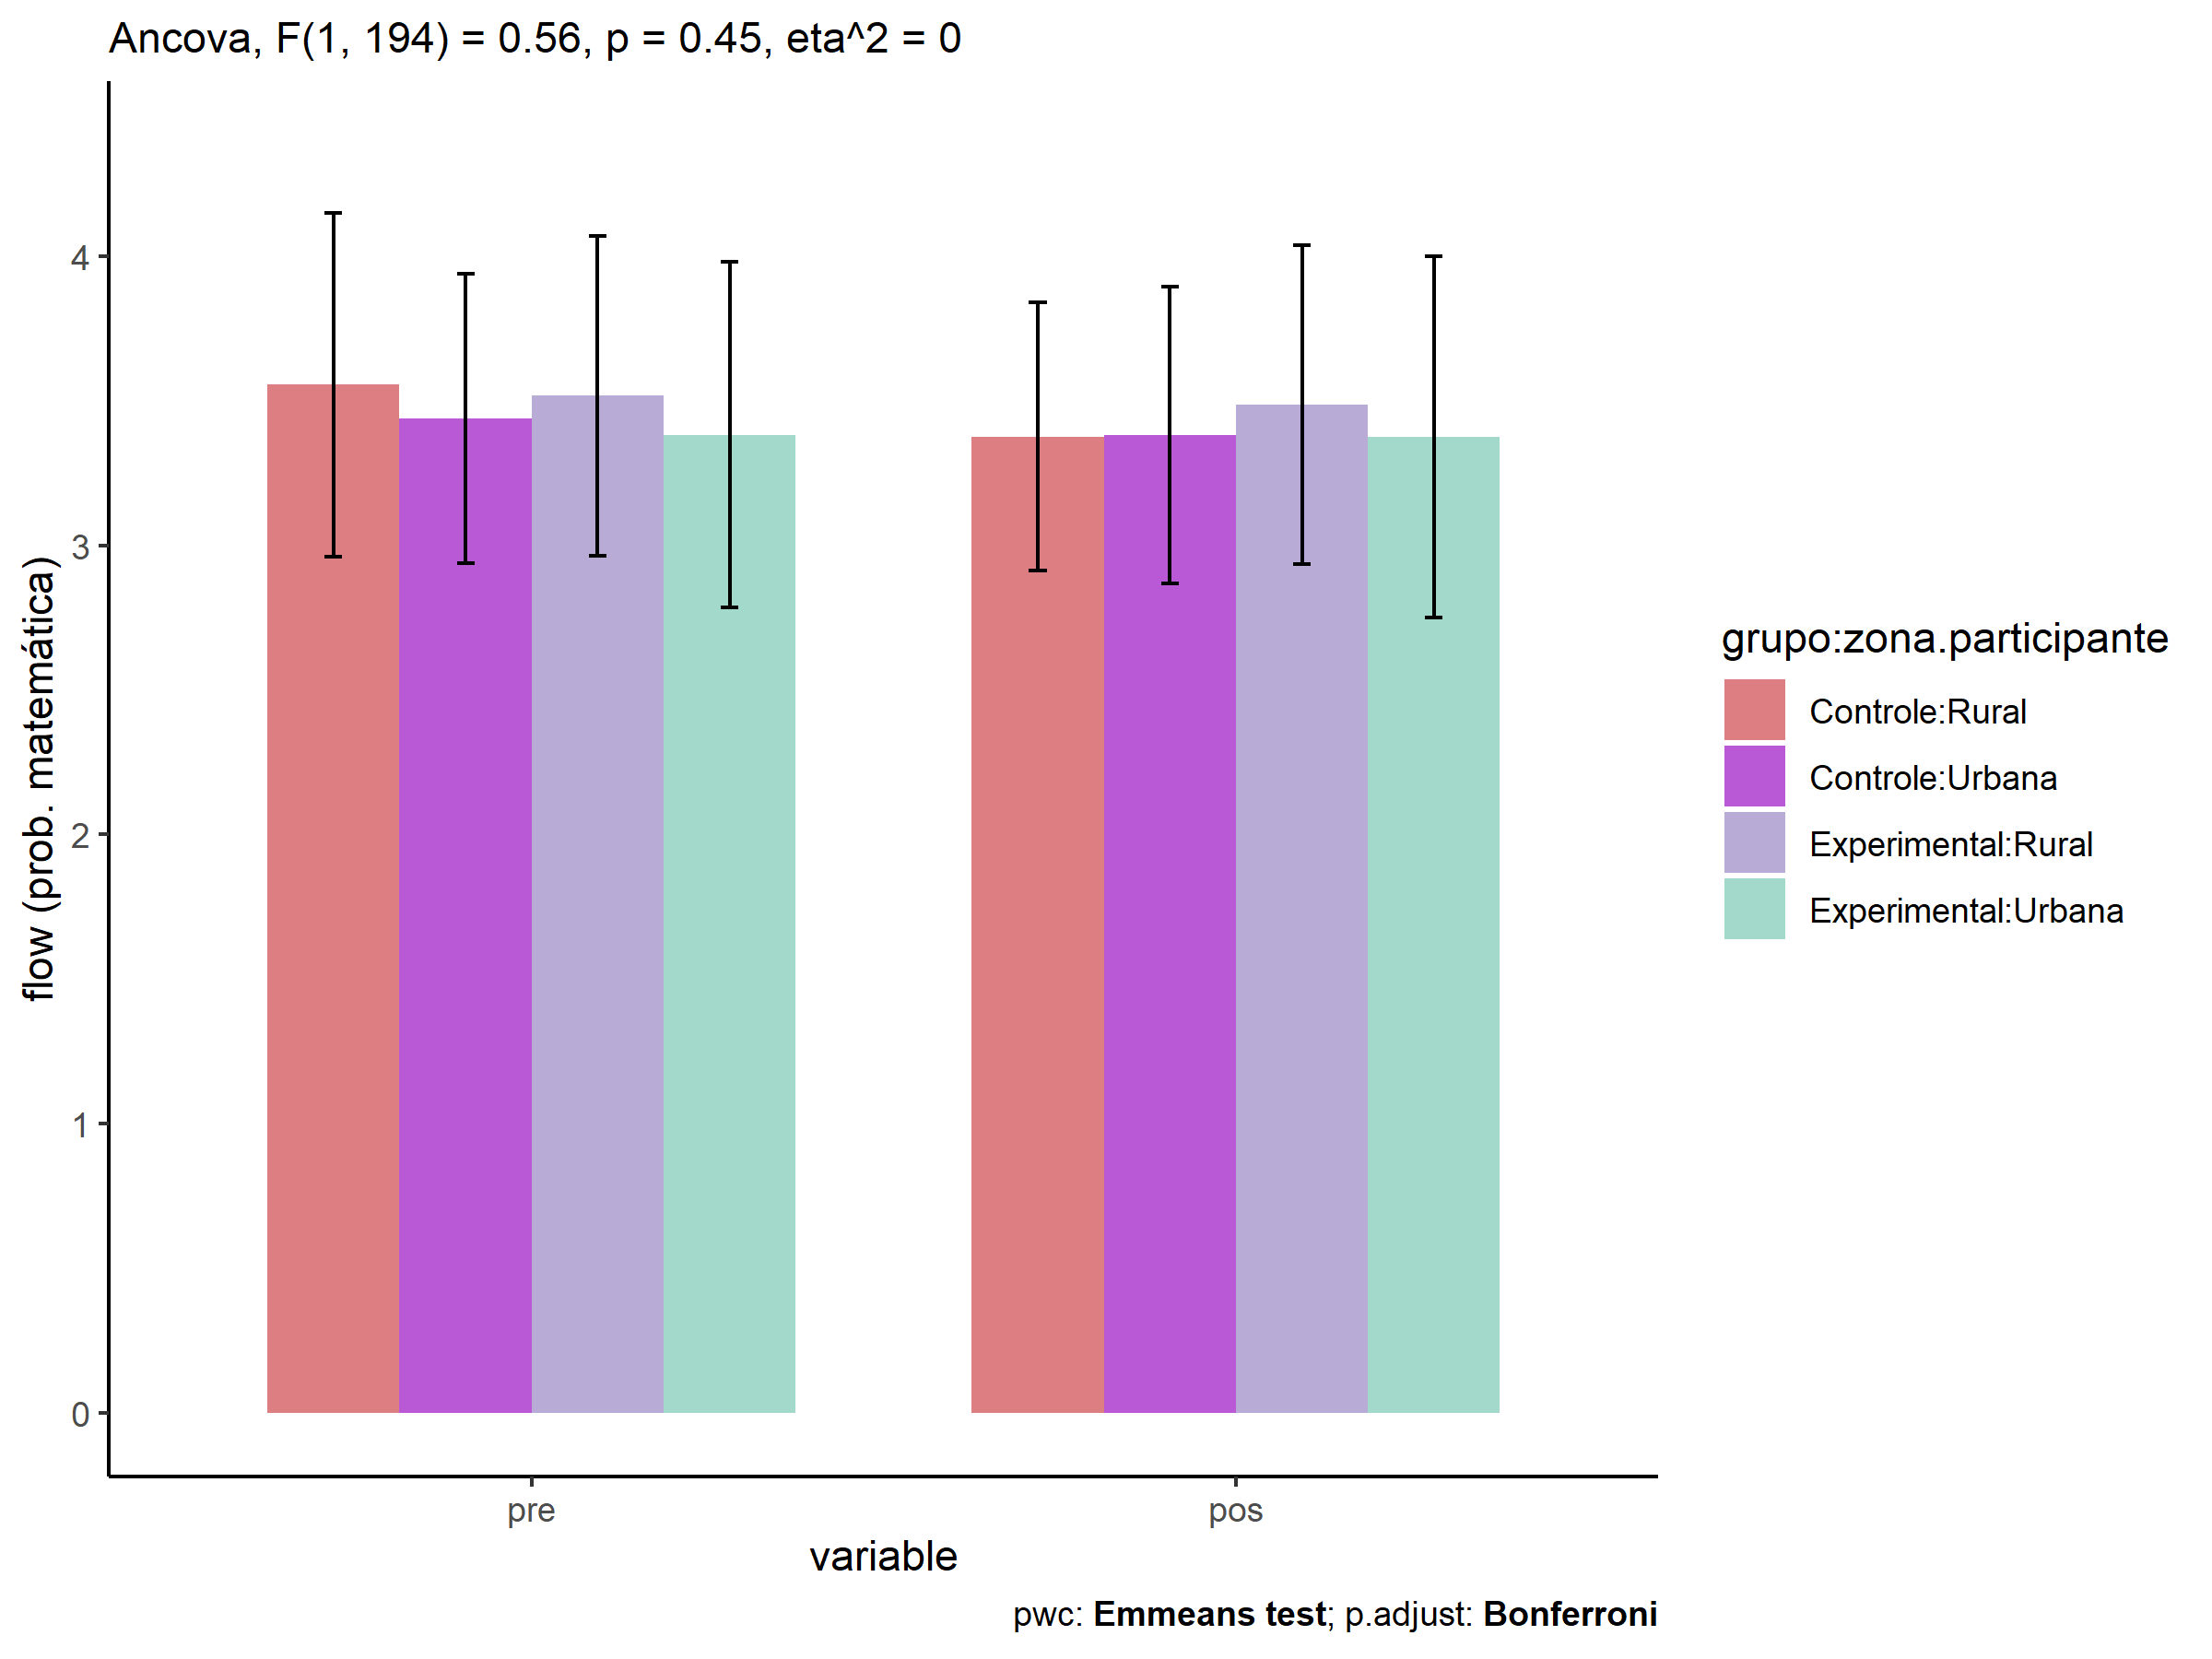 Ancova, F(1, 194) = 0.56, p = 0.45, eta^2 = 0
flow (prob. matemática)
4
3
2
1
0
pre
pos
variable
grupo:zona.participante
Controle:Rural
Controle:Urbana
Experimental:Rural
Experimental:Urbana
pwc: Emmeans test; p.adjust: Bonferroni